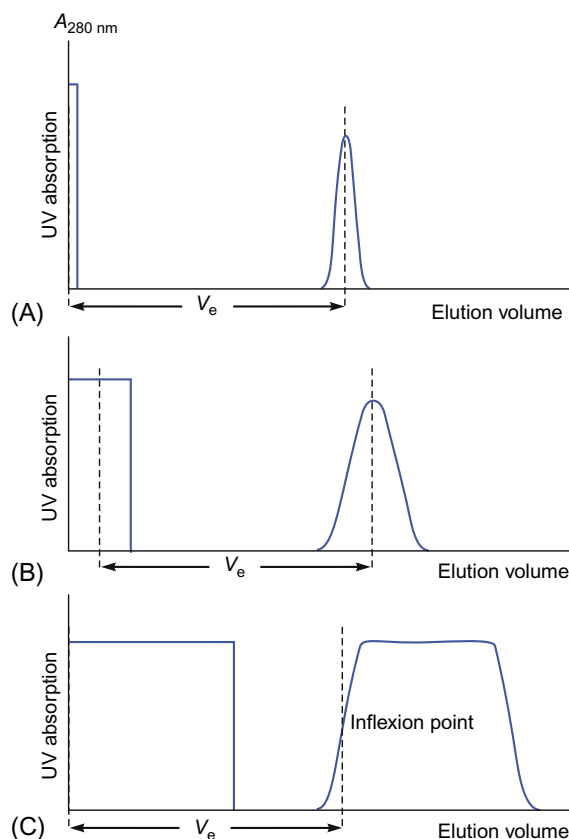 A280 nm
UV absorption
(A)
Ve
Elution volume
UV absorption
(B)
Ve
Elution volume
UV absorption
Inflexion point
(C)
Ve
Elution volume